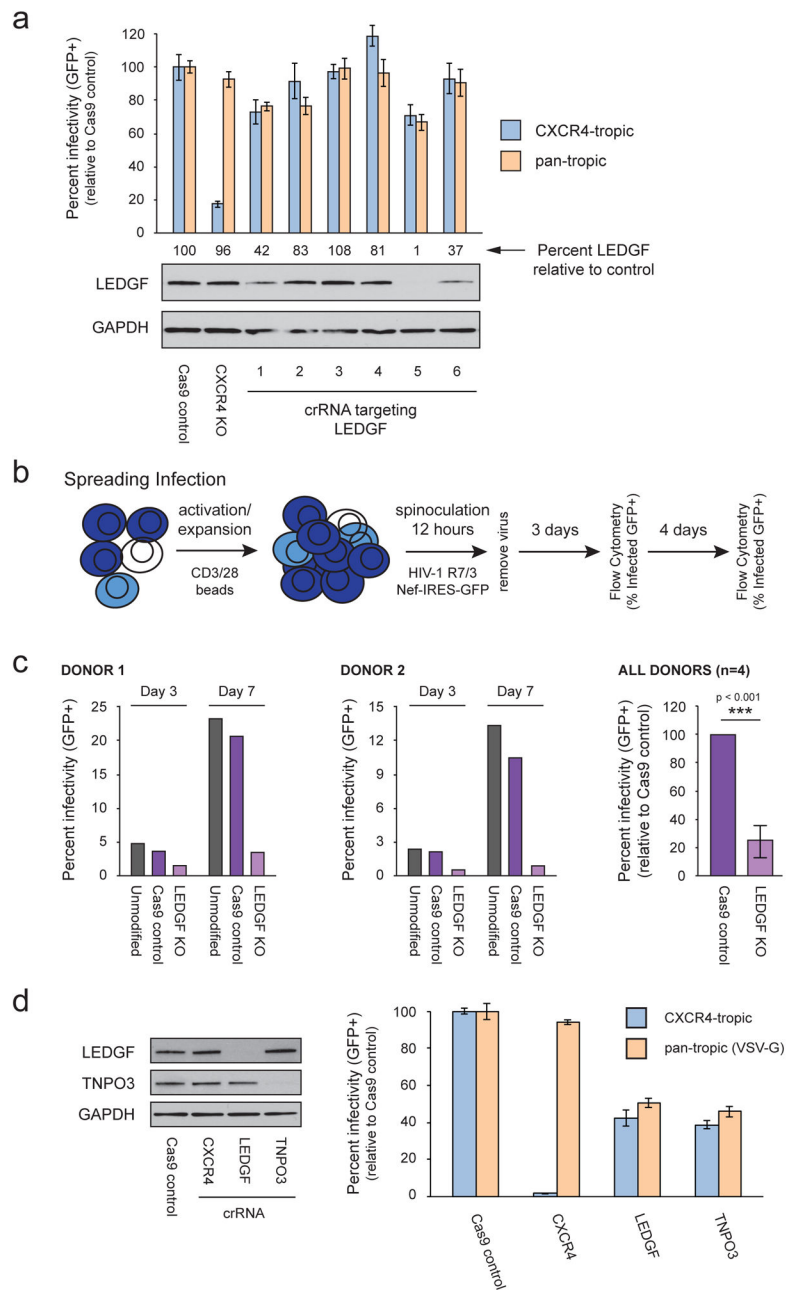 a
Percent infectivity (GFP+)
(relative to Cas9 control)
120
100
80
60
40
20
0
CXCR4-tropic
pan-tropic
100 96 42 83 108 81 1 37
Percent LEDGF
relative to control
LEDGF
GAPDH
Cas9 control
CXCR4 KO
1 2 3 4 5 6
crRNA targeting
LEDGF
b
Spreading Infection
activation/
expansion
CD3/28
beads
spinoculation
12 hours
HIV-1 R7/3
Nef-IRES-GFP
remove virus
3 days
Flow Cytometry
(% Infected GFP+)
4 days
Flow Cytometry
(% Infected GFP+)
c
DONOR 1
Day 3 Day 7
Percent infectivity (GFP+)
25
20
15
10
5
0
Unmodified
Cas9 control
LEDGF KO
Unmodified
Cas9 control
LEDGF KO
DONOR 2
Day 3 Day 7
Percent infectivity (GFP+)
15
12
9
6
3
0
Unmodified
Cas9 control
LEDGF KO
Unmodified
Cas9 control
LEDGF KO
ALL DONORS (n=4)
p < 0.001
***
Percent infectivity (GFP+)
(relative to Cas9 control)
120
100
80
60
40
20
0
Cas9 control
LEDGF KO
d
LEDGF
TNPO3
GAPDH
Cas9 control
CXCR4
LEDGF
TNPO3
crRNA
Percent infectivity (GFP+)
(relative to Cas9 control)
100
80
60
40
20
0
CXCR4-tropic
pan-tropic (VSV-G)
Cas9 control
CXCR4
LEDGF
TNPO3